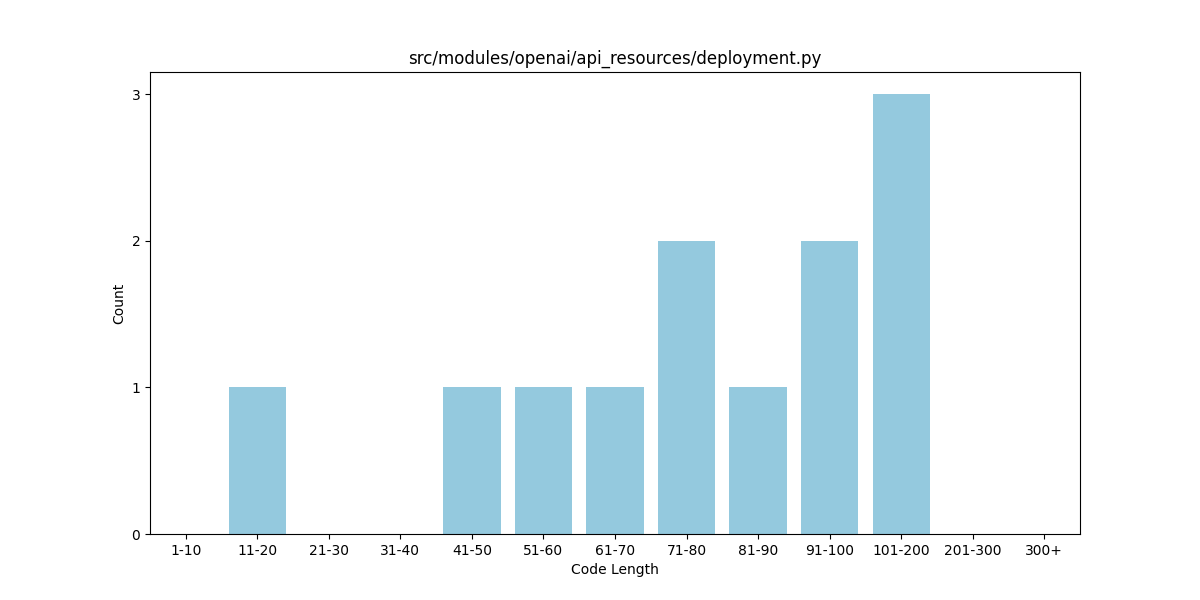 src/modules/openai/api_resources/deployment.py
3
2
1
0
Count
1-10 11-20 21-30 31-40 41-50 51-60 61-70 71-80 81-90 91-100 101-200 201-300 300+
Code Length